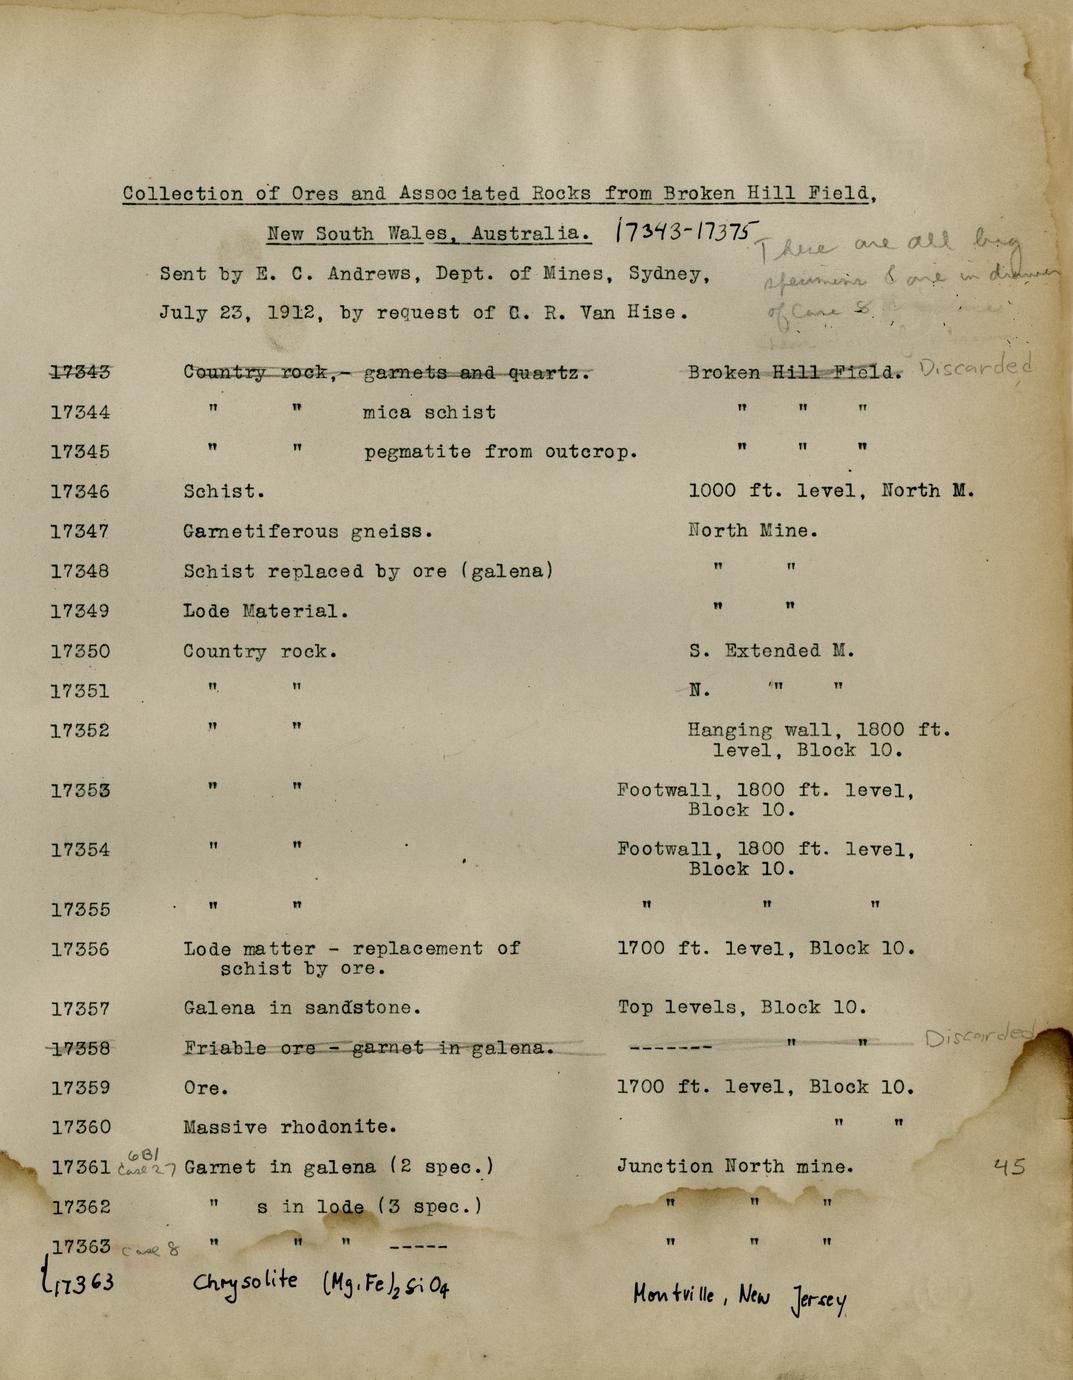 Collection of Ores and Associated Rocks from Broken Hill Field,
New South Wales, Australia. 17343-17375
These are all big
specimens & are in drawer
of Case 8.
Sent by E. C. Andrews, Dept. of Mines, Sydney,
July 23, 1912, by request of C. R. Van Hise.
17343 Country rock,- garnets and quartz. Broken Hill Field. Discarded
17344 " " mica schist " " "
17345 " " pegmatite from outcrop. " " "
17346 Schist. 1000 ft. level, North M.
17347 Garnetiferous gneiss. North Mine.
17348 Schist replaced by ore (galena) " "
17349 Lode Material. " "
17350 Country rock. S. Extended M.
17351 " " N. " "
17352 " " Hanging wall, 1800 ft.
level, Block 10.
17353 " " Footwall, 1800 ft. level,
Block 10.
17354 " " Footwall, 1800 ft. level,
Block 10.
17355 " " " " "
17356 Lode matter - replacement of 1700 ft. level, Block 10.
schist by ore.
17357 Galena in sandstone. Top levels, Block 10.
17358 Friable ore - garnet in galena. ------- " " Discarded
17359 Ore. 1700 ft. level, Block 10.
17360 Massive rhodonite. " "
6B1
17361 Case 27 Garnet in galena (2 spec.) Junction North mine. 45
17362 " s in lode (3 spec.) " " "
17363 Case 8 " " " ----- " " "
17363 Chrysolite (Mg,Fe)2SiO4 Montville, New Jersey